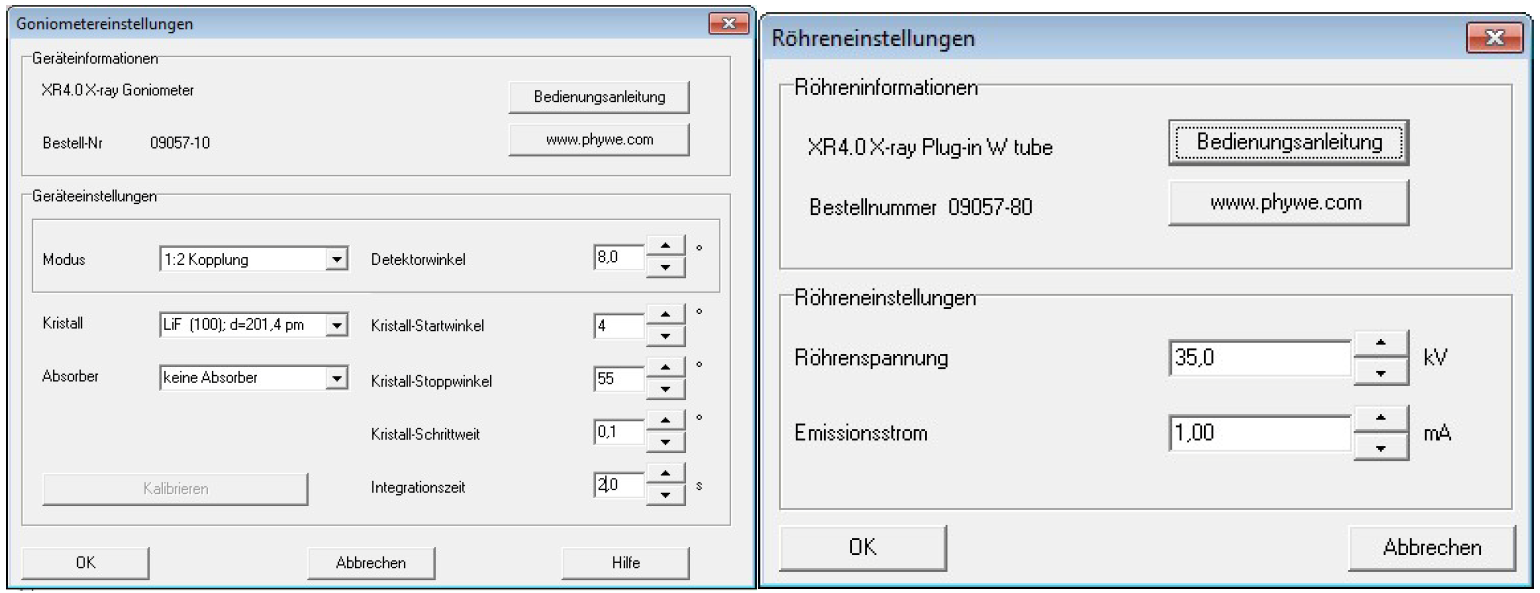 Goniometereinstellungen
Geräteinformationen
XR4.0 X-ray Goniometer
Bedienungsanleitung
Bestell-Nr 09057-10
www.phywe.com
Geräteeinstellungen
Modus 1:2 Kopplung Detektorwinkel 8,0 °
Kristall LiF (100); d=201,4 pm Kristall-Startwinkel 4 °
Absorber keine Absorber Kristall-Stoppwinkel 55 °
Kristall-Schrittweit 0,1 °
Kalibrieren Integrationszeit 2,0 s
OK Abbrechen Hilfe
Röhreneinstellungen
Röhreninformationen
XR4.0 X-ray Plug-in W tube
Bedienungsanleitung
Bestellnummer 09057-80
www.phywe.com
Röhreneinstellungen
Röhrenspannung 35,0 kV
Emissionsstrom 1,00 mA
OK Abbrechen